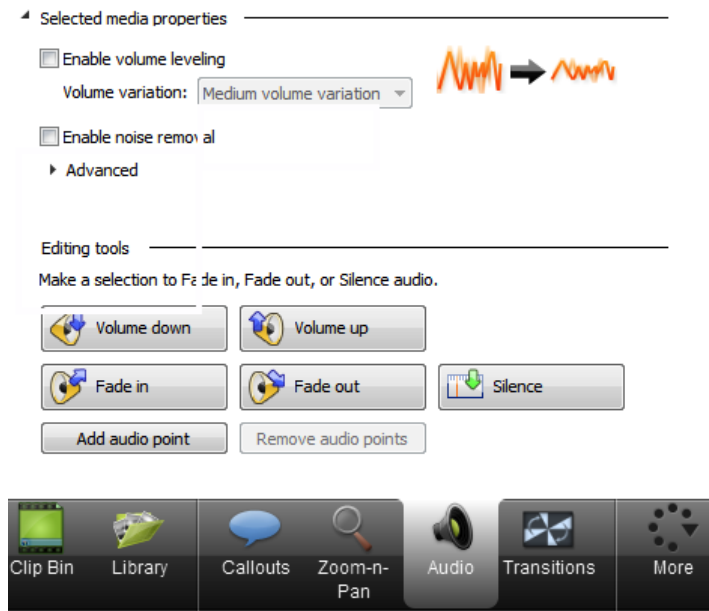 Selected media properties
Enable volume leveling
Volume variation: Medium volume variation
Enable noise removal
Advanced
Editing tools
Make a selection to Fade in, Fade out, or Silence audio.
Volume down Volume up
Fade in Fade out Silence
Add audio point Remove audio points
Clip Bin Library Callouts Zoom-n- Audio Transitions More
Pan